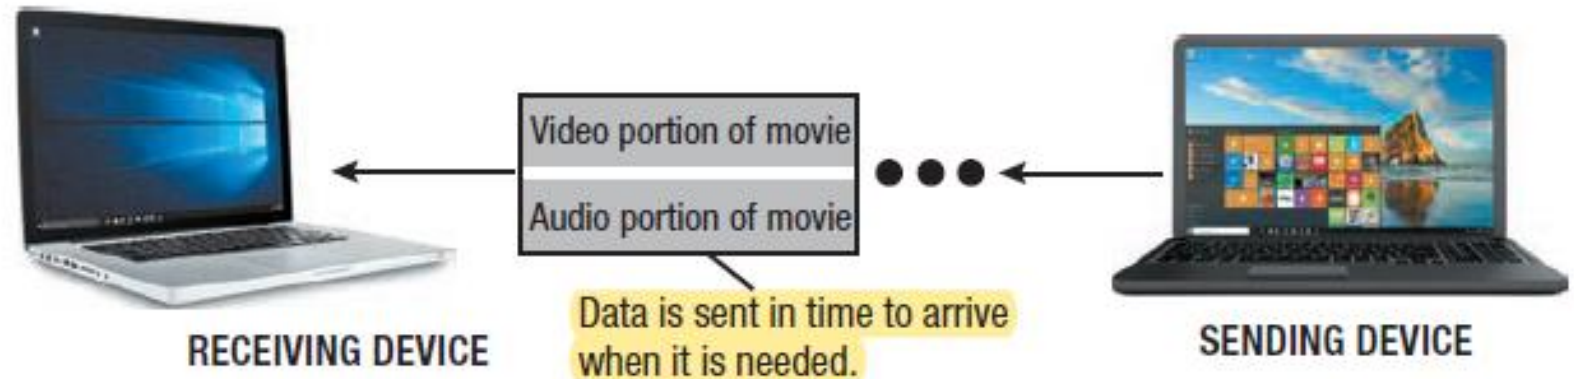 Video portion of movie
Audio portion of movie
Data is sent in time to arrive
when it is needed.
RECEIVING DEVICE
SENDING DEVICE